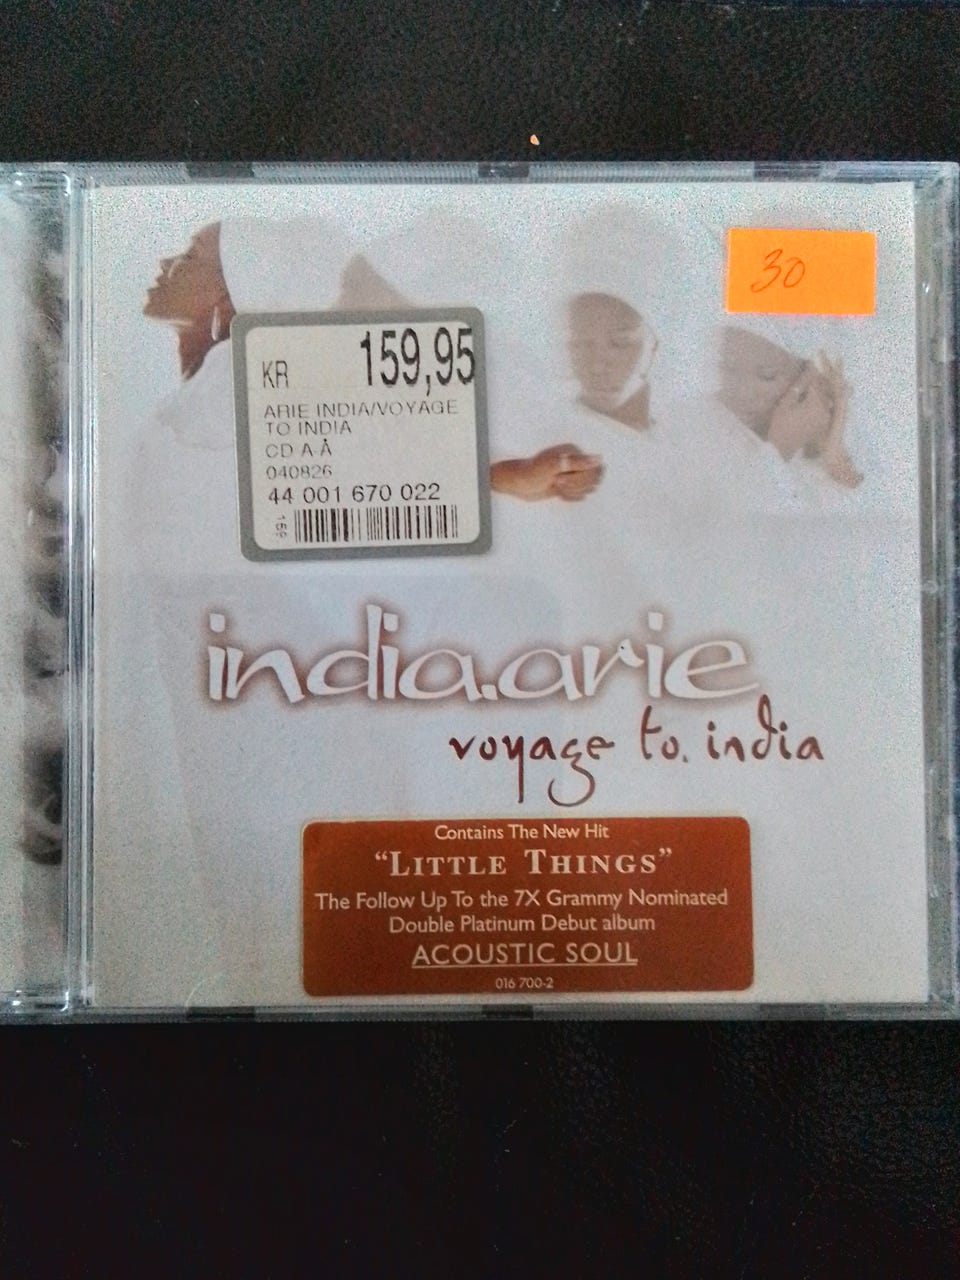 30
KR 159,95
ARIE INDIA/VOYAGE
TO INDIA
CD A-Å
040826
44 001 670 022
159
india.arie
voyage to. india
Contains The New Hit
"LITTLE THINGS"
The Follow Up To the 7X Grammy Nominated
Double Platinum Debut album
ACOUSTIC SOUL
016 700-2